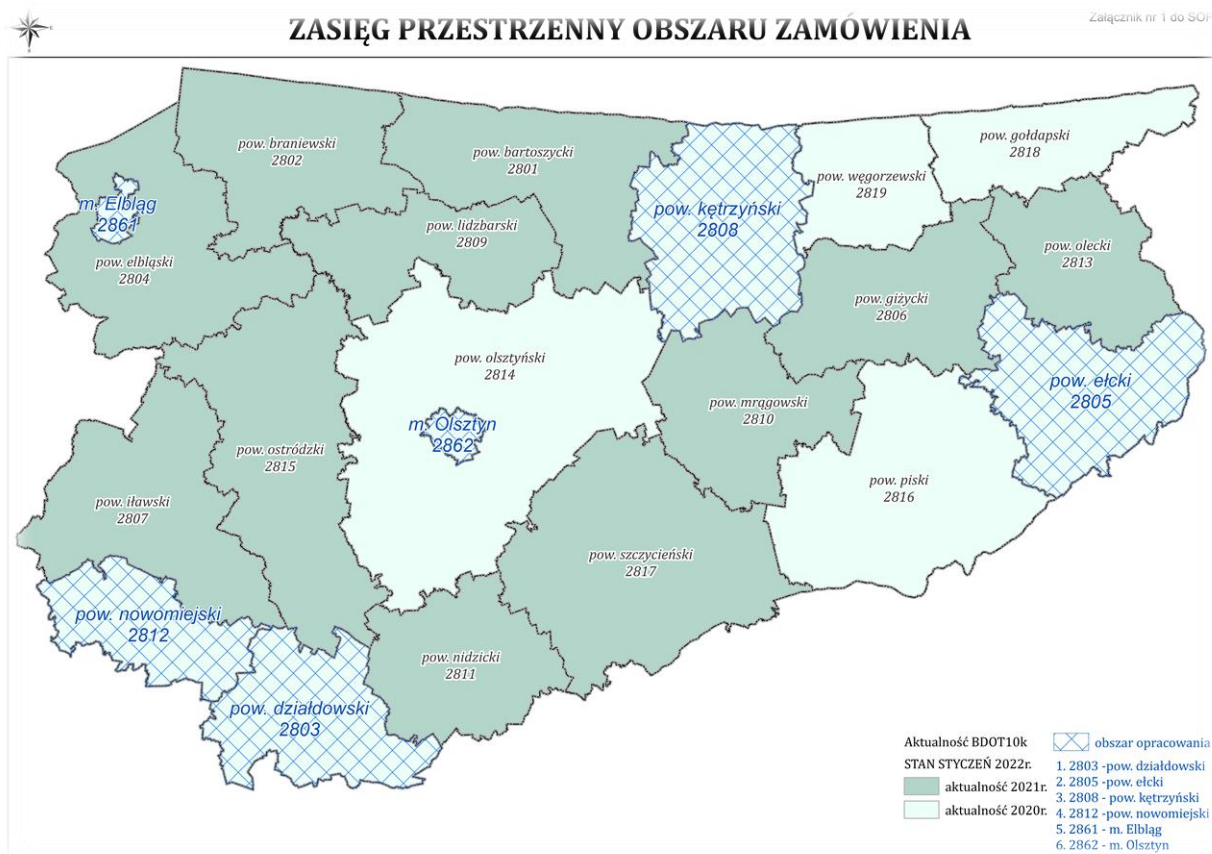 Załącznik nr 1 do SOP
ZASIĘG PRZESTRZENNY OBSZARU ZAMÓWIENIA
pow. braniewski
2802
pow. bartoszycki
2801
pow. gołdapski
2818
pow. węgorzewski
2819
m. Elbląg
2861
pow. kętrzyński
2808
pow. lidzbarski
2809
pow. olecki
2813
pow. elbląski
2804
pow. giżycki
2806
pow. olsztyński
2814
pow. ełcki
2805
pow. mrągowski
2810
m. Olsztyn
2862
pow. ostródzki
2815
pow. piski
2816
pow. iławski
2807
pow. szczycieński
2817
pow. nowomiejski
2812
pow. nidzicki
2811
pow. działdowski
2803
Aktualność BDOT10k
STAN STYCZEŃ 2022r.
aktualność 2021r.
aktualność 2020r.
obszar opracowania
1. 2803 -pow. działdowski
2. 2805 -pow. ełcki
3. 2808 - pow. kętrzyński
4. 2812 -pow. nowomiejski
5. 2861 - m. Elbląg
6. 2862 - m. Olsztyn